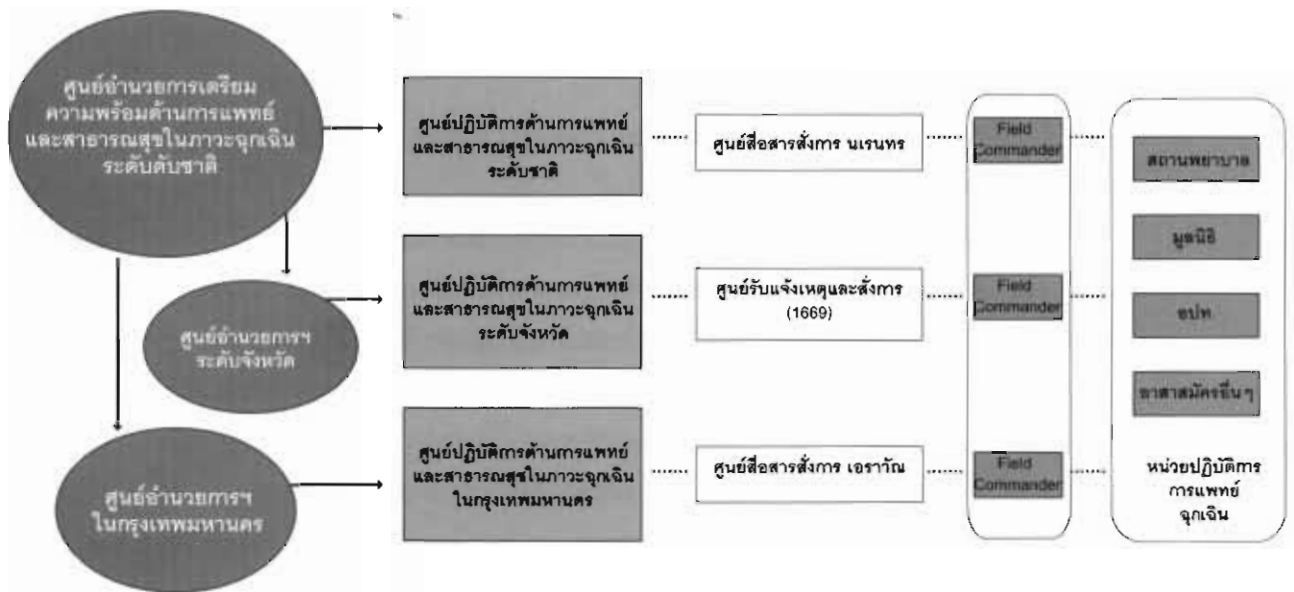 ศูนย์อำนวยการเตรียม
ความพร้อมด้านการแพทย์
และสาธารณสุขในภาวะฉุกเฉิน
ระดับดับชาติ
ศูนย์ปฏิบัติการด้านการแพทย์
และสาธารณสุขในภาวะฉุกเฉิน
ระดับชาติ
ศูนย์สื่อสารสั่งการ นเรนทร
Field
Commander
สถานพยาบาล
มูลนิธิ
ศูนย์อำนวยการฯ
ระดับจังหวัด
ศูนย์ปฏิบัติการด้านการแพทย์
และสาธารณสุขในภาวะฉุกเฉิน
ระดับจังหวัด
ศูนย์รับแจ้งเหตุและสั่งการ
(1669)
Field
Commander
อปท
อาสาสมัครอื่นๆ
ศูนย์อำนวยการฯ
ในกรุงเทพมหานคร
ศูนย์ปฏิบัติการด้านการแพทย์
และสาธารณสุขในภาวะฉุกเฉิน
ในกรุงเทพมหานคร
ศูนย์สื่อสารสั่งการ เอราวัณ
Field
Commander
หน่วยปฏิบัติการ
การแพทย์
ฉุกเฉิน